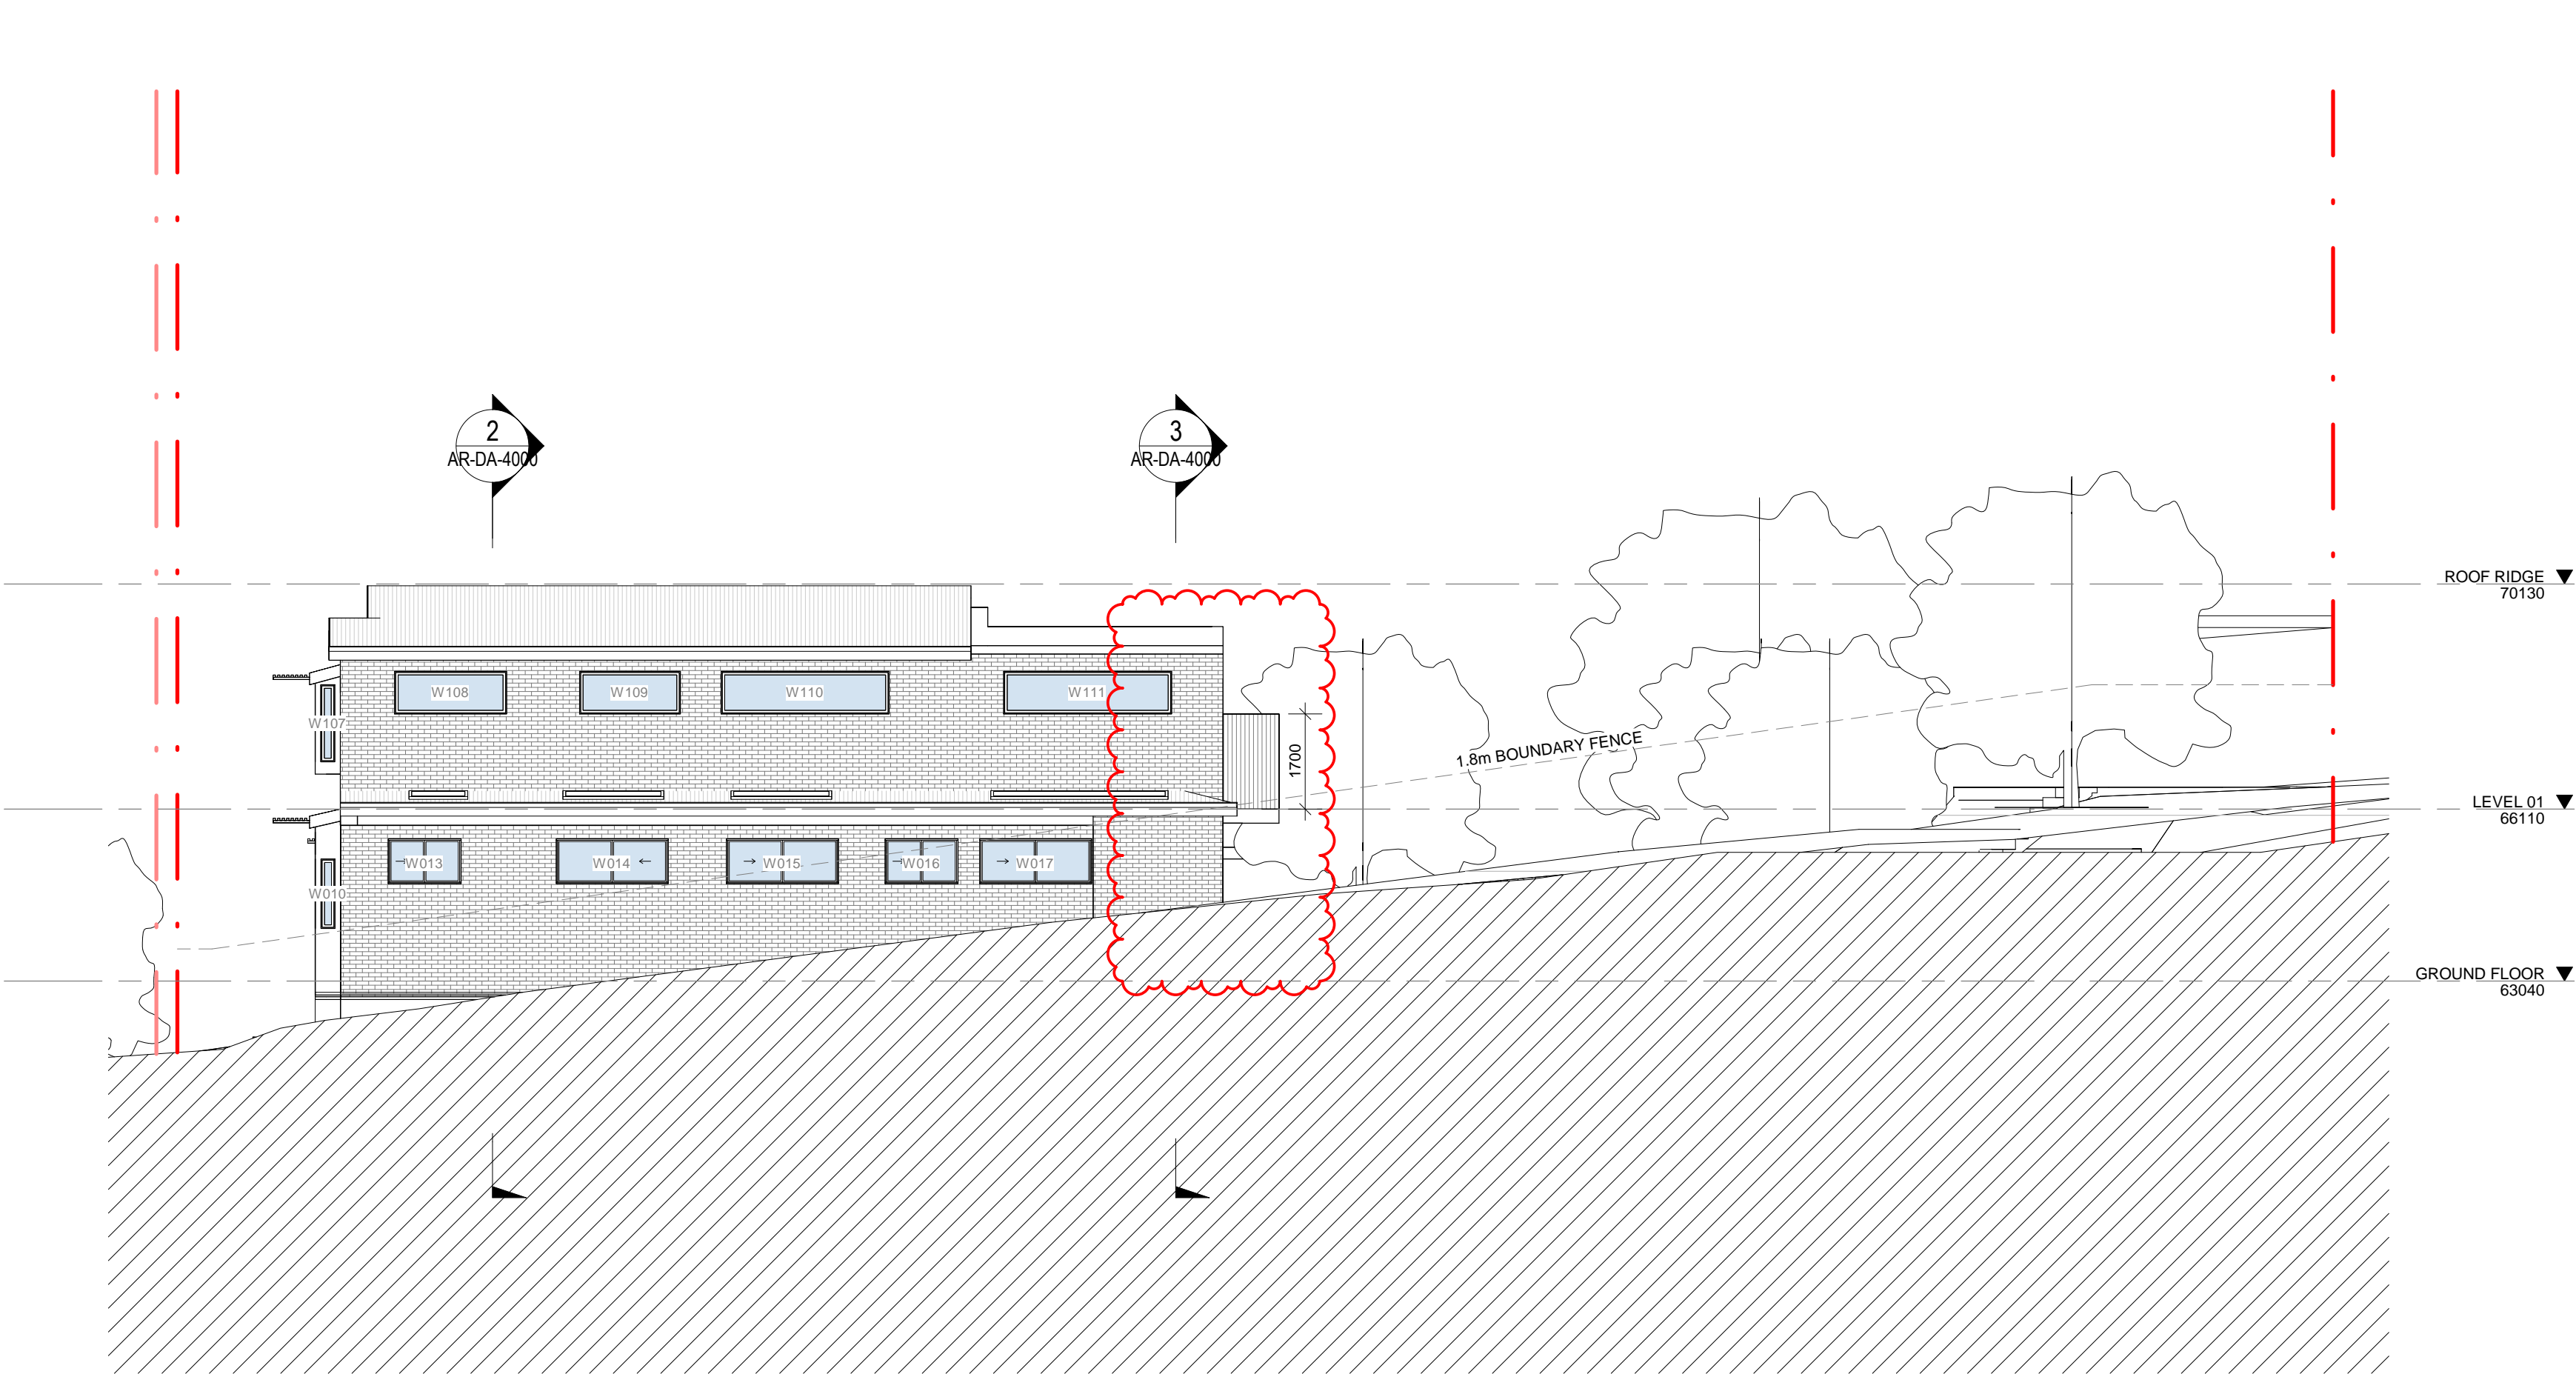 2
AR-DA-4000
3
AR-DA-4000
ROOF RIDGE
70130
W108
W109
W110
W111
W107
1.8m BOUNDARY FENCE
1700
LEVEL 01
66110
W013
W014
W015
W016
W017
W010
GROUND FLOOR
63040